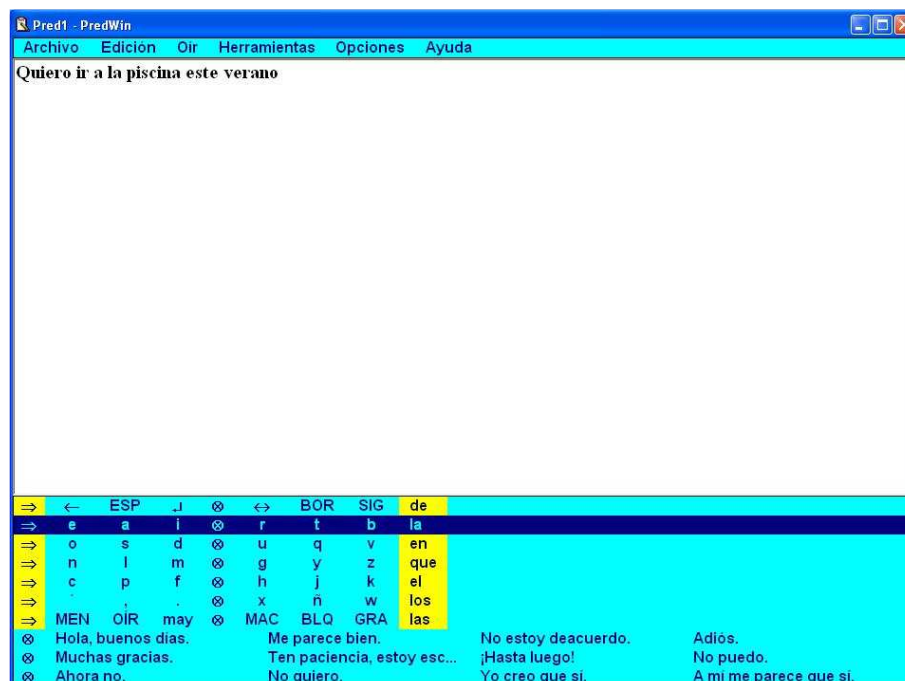 Pred1 - PredWin
Archivo Edición Oir Herramientas Opciones Ayuda
Quiero ir a la piscina este verano
⇒ ← ESP ↵ ⊗ ↔ BOR SIG de
⇒ e a i ⊗ r t b la
⇒ o s d ⊗ u q v en
⇒ n l m ⊗ g y z que
⇒ c p f ⊗ h j k el
⇒ ´ , . ⊗ x ñ w los
⇒ MEN OÍR may ⊗ MAC BLQ GRA las
⊗ Hola, buenos días. Me parece bien. No estoy deacuerdo. Adiós.
⊗ Muchas gracias. Ten paciencia, estoy esc... ¡Hasta luego! No puedo.
⊗ Ahora no. No quiero. Yo creo que sí. A mí me parece que sí.